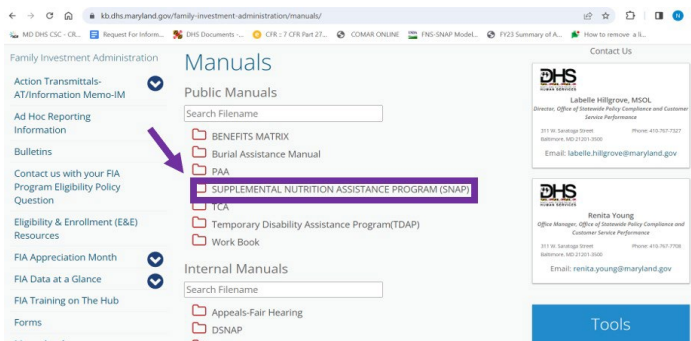 kb.dhs.maryland.gov/family-investment-administration/manuals/
MD DHS CSC - CR...
Request For Inform...
DHS Documents -...
CFR :: 7 CFR Part 27...
COMAR ONLINE
FNS-SNAP Model...
FY23 Summary of A...
How to remove a li...
Family Investment Administration
Action Transmittals-
AT/Information Memo-IM
Ad Hoc Reporting
Information
Bulletins
Contact us with your FIA
Program Eligibility Policy
Question
Eligibility & Enrollment (E&E)
Resources
FIA Appreciation Month
FIA Data at a Glance
FIA Training on The Hub
Forms
Manuals
Public Manuals
Search Filename
BENEFITS MATRIX
Burial Assistance Manual
PAA
SUPPLEMENTAL NUTRITION ASSISTANCE PROGRAM (SNAP)
TCA
Temporary Disability Assistance Program(TDAP)
Work Book
Internal Manuals
Search Filename
Appeals-Fair Hearing
DSNAP
Contact Us
DHS
HUMAN SERVICES
Labelle Hillgrove, MSOL
Director, Office of Statewide Policy Compliance and Customer
Service Performance
311 W. Saratoga Street Phone: 410-767-7327
Baltimore, MD 21201-3500
Email: labelle.hillgrove@maryland.gov
DHS
HUMAN SERVICES
Renita Young
Office Manager, Office of Statewide Policy Compliance and
Customer Service Performance
311 W. Saratoga Street Phone: 410-767-7708
Baltimore, MD 21201-3500
Email: renita.young@maryland.gov
Tools